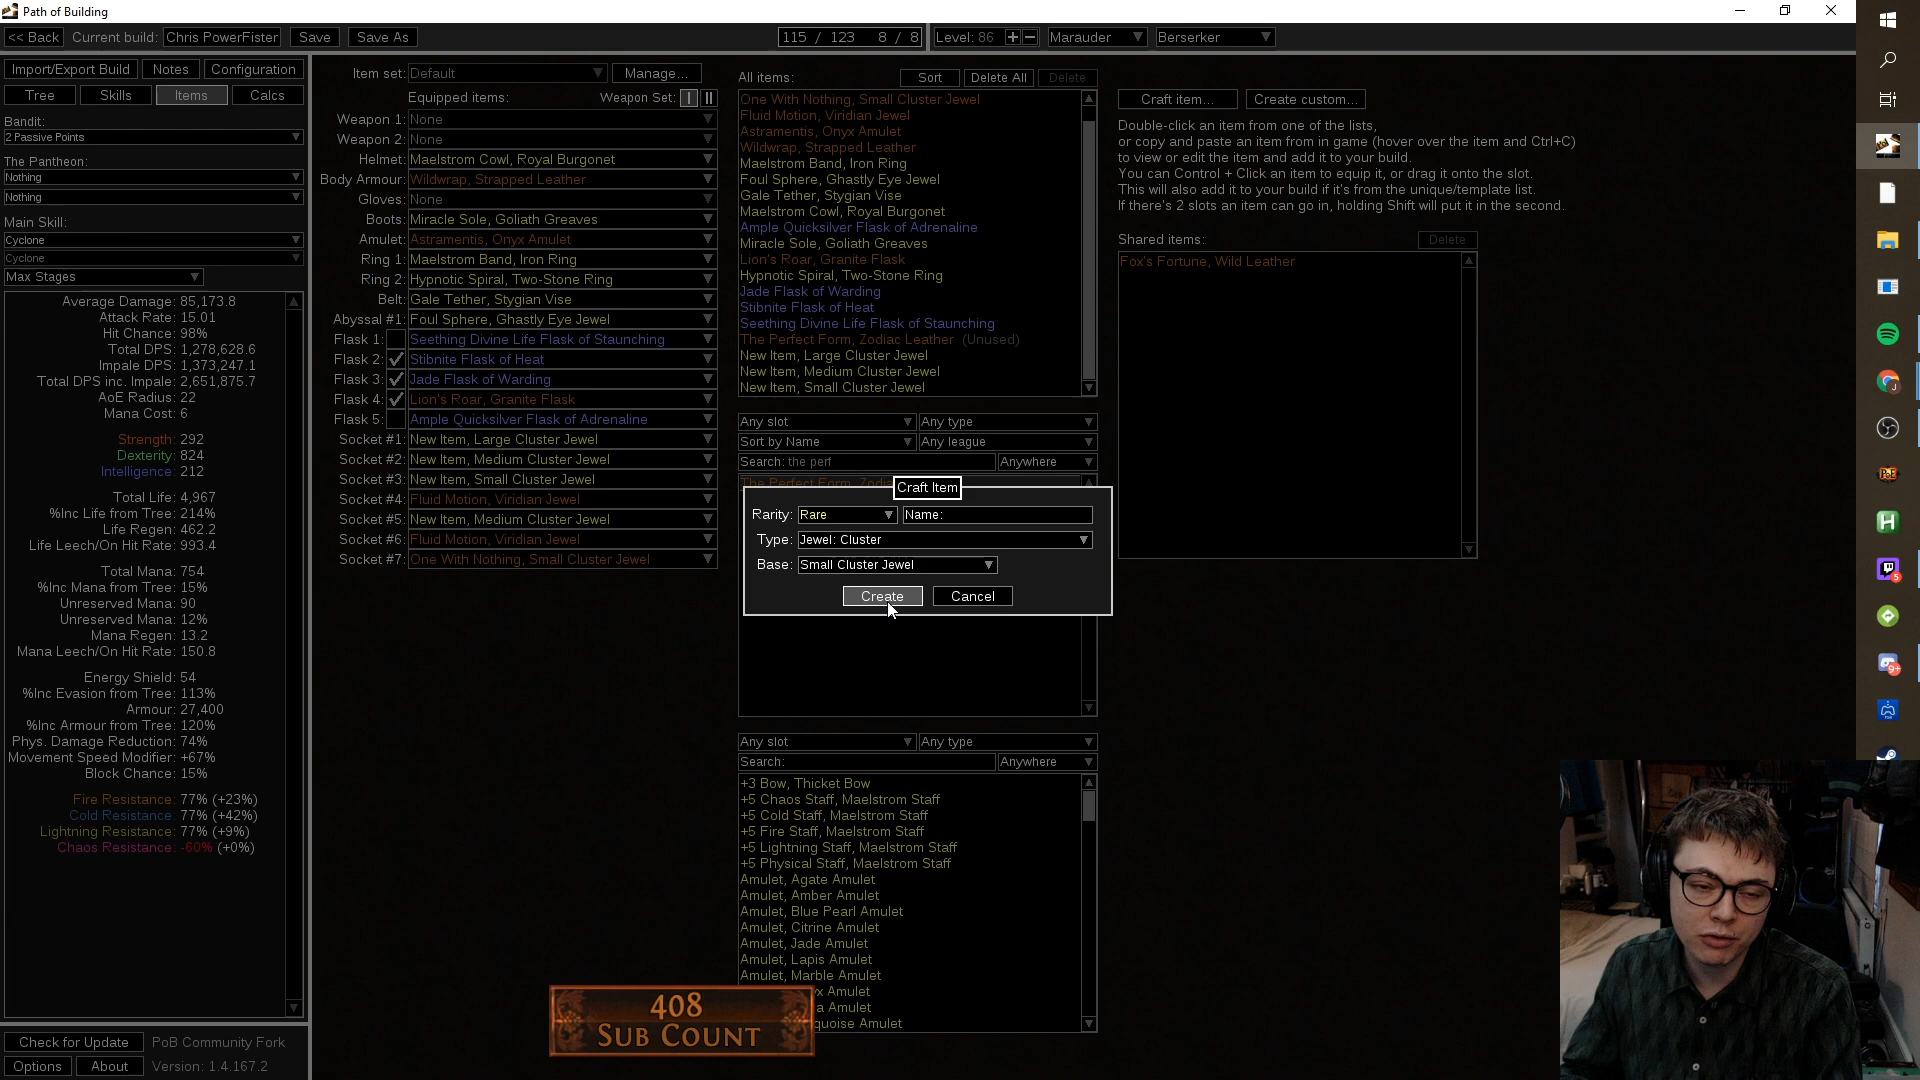 Path of Building
<< Back
Current build:
Chris PowerFister
Save
Save As
115 / 123   8 / 8
Level: 86
+
Marauder
Berserker
Import/Export Build
Notes
Configuration
Tree
Skills
Items
Calcs
Bandit:
2 Passive Points
The Pantheon:
Nothing
Nothing
Main Skill:
Cyclone
Cyclone
Max Stages
Average Damage: 85,173.8
Attack Rate: 15.01
Hit Chance: 98%
Total DPS: 1,278,628.6
Impale DPS: 1,373,247.1
Total DPS inc. Impale: 2,651,875.7
AoE Radius: 22
Mana Cost: 6
Strength: 292
Dexterity: 824
Intelligence: 212
Total Life: 4,967
%Inc Life from Tree: 214%
Life Regen: 462.2
Life Leech/On Hit Rate: 993.4
Total Mana: 754
%Inc Mana from Tree: 15%
Unreserved Mana: 90
Unreserved Mana: 12%
Mana Regen: 13.2
Mana Leech/On Hit Rate: 150.8
Energy Shield: 54
%Inc Evasion from Tree: 113%
Armour: 27,400
%Inc Armour from Tree: 120%
Phys. Damage Reduction: 74%
Movement Speed Modifier: +67%
Block Chance: 15%
Fire Resistance: 77% (+23%)
Cold Resistance: 77% (+42%)
Lightning Resistance: 77% (+9%)
Chaos Resistance: -60% (+0%)
Check for Update
PoB Community Fork
Options
About
Version: 1.4.167.2
Item set: Default
Manage...
Equipped items:
Weapon Set: I II
Weapon 1: None
Weapon 2: None
Helmet: Maelstrom Cowl, Royal Burgonet
Body Armour: Wildwrap, Strapped Leather
Gloves: None
Boots: Miracle Sole, Goliath Greaves
Amulet: Astramentis, Onyx Amulet
Ring 1: Maelstrom Band, Iron Ring
Ring 2: Hypnotic Spiral, Two-Stone Ring
Belt: Gale Tether, Stygian Vise
Abyssal #1: Foul Sphere, Ghastly Eye Jewel
Flask 1: Seething Divine Life Flask of Staunching
Flask 2: Stibnite Flask of Heat
Flask 3: Jade Flask of Warding
Flask 4: Lion's Roar, Granite Flask
Flask 5: Ample Quicksilver Flask of Adrenaline
Socket #1: New Item, Large Cluster Jewel
Socket #2: New Item, Medium Cluster Jewel
Socket #3: New Item, Small Cluster Jewel
Socket #4: Fluid Motion, Viridian Jewel
Socket #5: New Item, Medium Cluster Jewel
Socket #6: Fluid Motion, Viridian Jewel
Socket #7: One With Nothing, Small Cluster Jewel
All items:
Sort
Delete All
Delete
One With Nothing, Small Cluster Jewel
Fluid Motion, Viridian Jewel
Astramentis, Onyx Amulet
Wildwrap, Strapped Leather
Maelstrom Band, Iron Ring
Foul Sphere, Ghastly Eye Jewel
Gale Tether, Stygian Vise
Maelstrom Cowl, Royal Burgonet
Ample Quicksilver Flask of Adrenaline
Miracle Sole, Goliath Greaves
Lion's Roar, Granite Flask
Hypnotic Spiral, Two-Stone Ring
Jade Flask of Warding
Stibnite Flask of Heat
Seething Divine Life Flask of Staunching
The Perfect Form, Zodiac Leather (Unused)
New Item, Large Cluster Jewel
New Item, Medium Cluster Jewel
New Item, Small Cluster Jewel
Any slot
Any type
Sort by Name
Any league
Search: the perf
Anywhere
The Perfect Form, Zodi
Craft Item
Rarity: Rare
Name:
Type: Jewel: Cluster
Base: Small Cluster Jewel
Create
Cancel
Any slot
Any type
Search:
Anywhere
+3 Bow, Thicket Bow
+5 Chaos Staff, Maelstrom Staff
+5 Cold Staff, Maelstrom Staff
+5 Fire Staff, Maelstrom Staff
+5 Lightning Staff, Maelstrom Staff
+5 Physical Staff, Maelstrom Staff
Amulet, Agate Amulet
Amulet, Amber Amulet
Amulet, Blue Pearl Amulet
Amulet, Citrine Amulet
Amulet, Jade Amulet
Amulet, Lapis Amulet
Amulet, Marble Amulet
x Amulet
a Amulet
quoise Amulet
Craft item...
Create custom...
Double-click an item from one of the lists,
or copy and paste an item from in game (hover over the item and Ctrl+C)
to view or edit the item and add it to your build.
You can Control + Click an item to equip it, or drag it onto the slot.
This will also add it to your build if it's from the unique/template list.
If there's 2 slots an item can go in, holding Shift will put it in the second.
Shared items:
Delete
Fox's Fortune, Wild Leather
408
SUB COUNT
J
PoE
H
5
9+